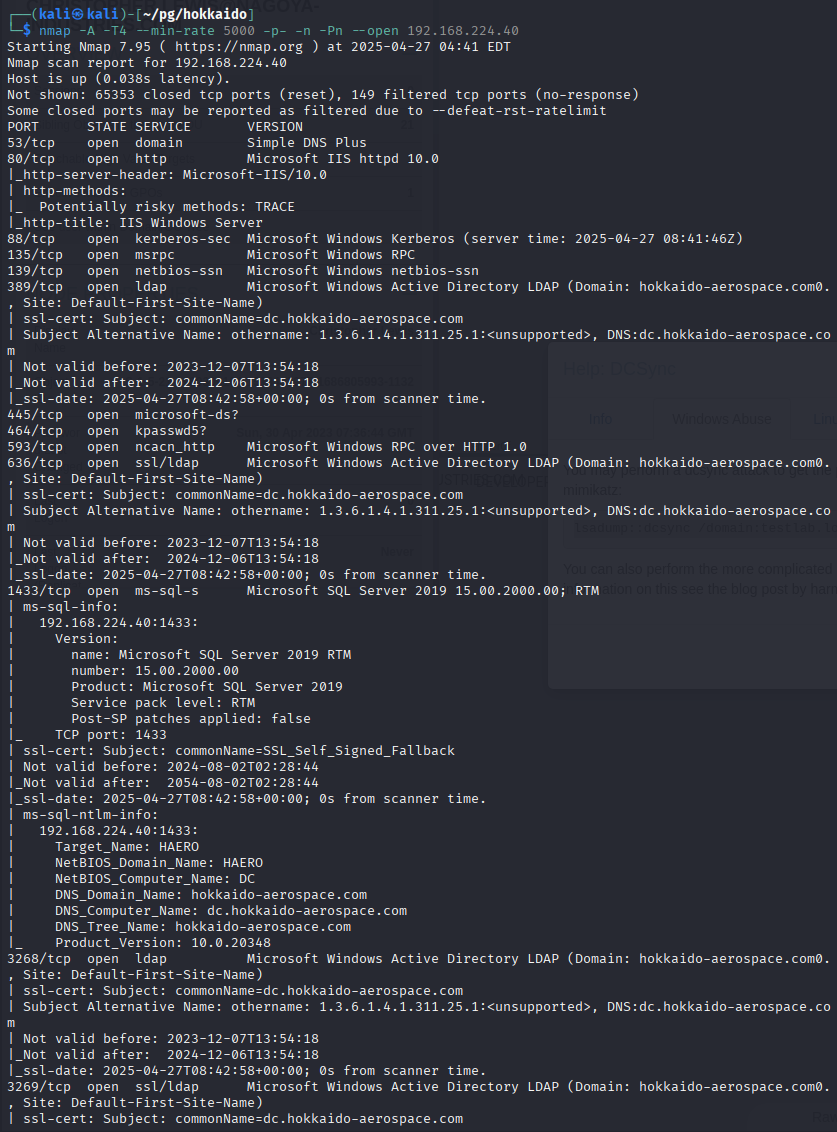 CHRISTOPHER.LEWIS@NAGOYA-
┌──(kali㉿kali)-[~/pg/hokkaido]
└─$ nmap -A -T4 --min-rate 5000 -p- -n -Pn --open 192.168.224.40
Starting Nmap 7.95 ( https://nmap.org ) at 2025-04-27 04:41 EDT
Nmap scan report for 192.168.224.40
Host is up (0.038s latency).
Not shown: 65353 closed tcp ports (reset), 149 filtered tcp ports (no-response)
Some closed ports may be reported as filtered due to --defeat-rst-ratelimit
PORT     STATE SERVICE       VERSION
53/tcp   open  domain        Simple DNS Plus
80/tcp   open  http          Microsoft IIS httpd 10.0
|_http-server-header: Microsoft-IIS/10.0
| http-methods:
|_  Potentially risky methods: TRACE
|_http-title: IIS Windows Server
88/tcp   open  kerberos-sec  Microsoft Windows Kerberos (server time: 2025-04-27 08:41:46Z)
135/tcp  open  msrpc         Microsoft Windows RPC
139/tcp  open  netbios-ssn   Microsoft Windows netbios-ssn
389/tcp  open  ldap          Microsoft Windows Active Directory LDAP (Domain: hokkaido-aerospace.com0.
, Site: Default-First-Site-Name)
| ssl-cert: Subject: commonName=dc.hokkaido-aerospace.com
| Subject Alternative Name: othername: 1.3.6.1.4.1.311.25.1:<unsupported>, DNS:dc.hokkaido-aerospace.co
m
| Not valid before: 2023-12-07T13:54:18
|_Not valid after:  2024-12-06T13:54:18
|_ssl-date: 2025-04-27T08:42:58+00:00; 0s from scanner time.
Help: DCSync
445/tcp  open  microsoft-ds?
Info Windows Abuse
464/tcp  open  kpasswd5?
593/tcp  open  ncacn_http    Microsoft Windows RPC over HTTP 1.0
636/tcp  open  ssl/ldap      Microsoft Windows Active Directory LDAP (Domain: hokkaido-aerospace.com0.
, Site: Default-First-Site-Name)
| ssl-cert: Subject: commonName=dc.hokkaido-aerospace.com
mimikatz:
| Subject Alternative Name: othername: 1.3.6.1.4.1.311.25.1:<unsupported>, DNS:dc.hokkaido-aerospace.co
m
| Not valid before: 2023-12-07T13:54:18
|_Not valid after:  2024-12-06T13:54:18
|_ssl-date: 2025-04-27T08:42:58+00:00; 0s from scanner time.
You can also perform the more complicated
1433/tcp open  ms-sql-s      Microsoft SQL Server 2019 15.00.2000.00; RTM
on this see the blog post by harm
| ms-sql-info:
|   192.168.224.40:1433:
|     Version:
|       name: Microsoft SQL Server 2019 RTM
|       number: 15.00.2000.00
|       Product: Microsoft SQL Server 2019
|       Service pack level: RTM
|       Post-SP patches applied: false
|_    TCP port: 1433
| ssl-cert: Subject: commonName=SSL_Self_Signed_Fallback
| Not valid before: 2024-08-02T02:28:44
|_Not valid after:  2054-08-02T02:28:44
|_ssl-date: 2025-04-27T08:42:58+00:00; 0s from scanner time.
| ms-sql-ntlm-info:
|   192.168.224.40:1433:
|     Target_Name: HAERO
|     NetBIOS_Domain_Name: HAERO
|     NetBIOS_Computer_Name: DC
|     DNS_Domain_Name: hokkaido-aerospace.com
|     DNS_Computer_Name: dc.hokkaido-aerospace.com
|     DNS_Tree_Name: hokkaido-aerospace.com
|_    Product_Version: 10.0.20348
3268/tcp open  ldap          Microsoft Windows Active Directory LDAP (Domain: hokkaido-aerospace.com0.
, Site: Default-First-Site-Name)
| ssl-cert: Subject: commonName=dc.hokkaido-aerospace.com
| Subject Alternative Name: othername: 1.3.6.1.4.1.311.25.1:<unsupported>, DNS:dc.hokkaido-aerospace.co
m
| Not valid before: 2023-12-07T13:54:18
|_Not valid after:  2024-12-06T13:54:18
|_ssl-date: 2025-04-27T08:42:58+00:00; 0s from scanner time.
3269/tcp open  ssl/ldap      Microsoft Windows Active Directory LDAP (Domain: hokkaido-aerospace.com0.
, Site: Default-First-Site-Name)
| ssl-cert: Subject: commonName=dc.hokkaido-aerospace.com